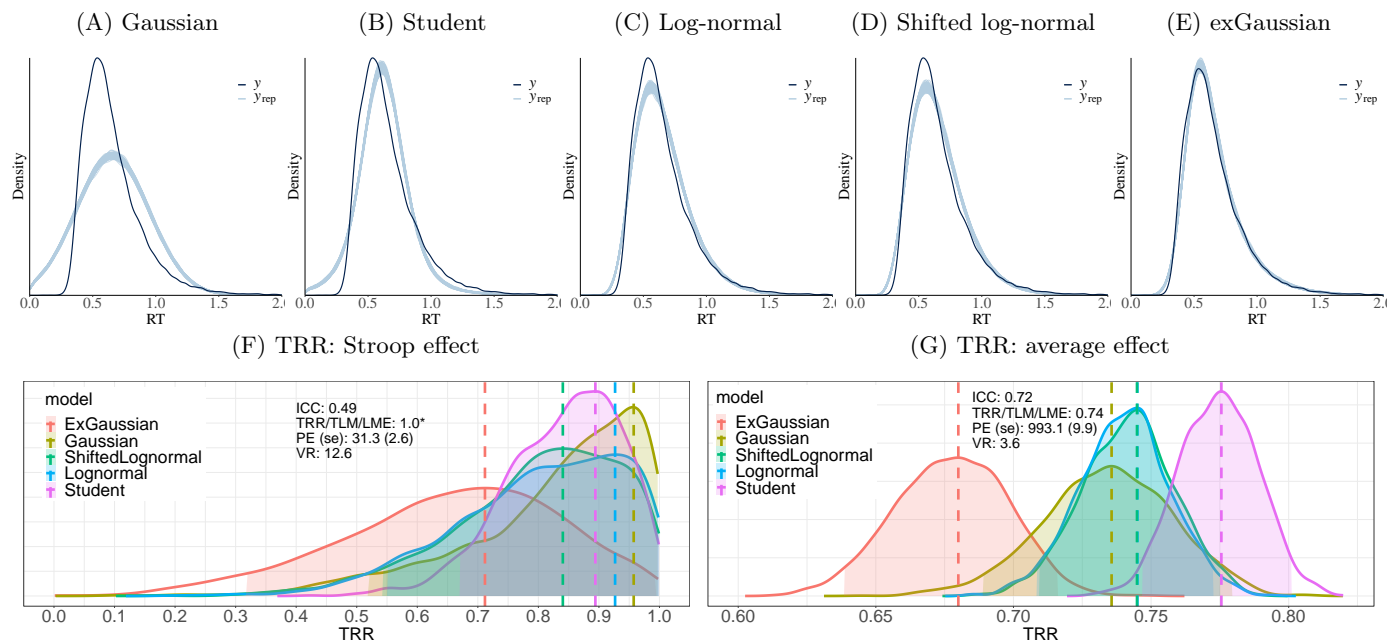 (A) Gaussian
(B) Student
(C) Log-normal
(D) Shifted log-normal
(E) exGaussian
y
yrep
Density
0.0 0.5 1.0 1.5 2.0
RT
y
yrep
Density
0.0 0.5 1.0 1.5 2.0
RT
y
yrep
Density
0.0 0.5 1.0 1.5 2.0
RT
y
yrep
Density
0.0 0.5 1.0 1.5 2.0
RT
y
yrep
Density
0.0 0.5 1.0 1.5 2.0
RT
(F) TRR: Stroop effect
model
ExGaussian
Gaussian
ShiftedLognormal
Lognormal
Student
ICC: 0.49
TRR/TLM/LME: 1.0*
PE (se): 31.3 (2.6)
VR: 12.6
0.0 0.1 0.2 0.3 0.4 0.5 0.6 0.7 0.8 0.9 1.0
TRR
(G) TRR: average effect
model
ExGaussian
Gaussian
ShiftedLognormal
Lognormal
Student
ICC: 0.72
TRR/TLM/LME: 0.74
PE (se): 993.1 (9.9)
VR: 3.6
0.60 0.65 0.70 0.75 0.80
TRR